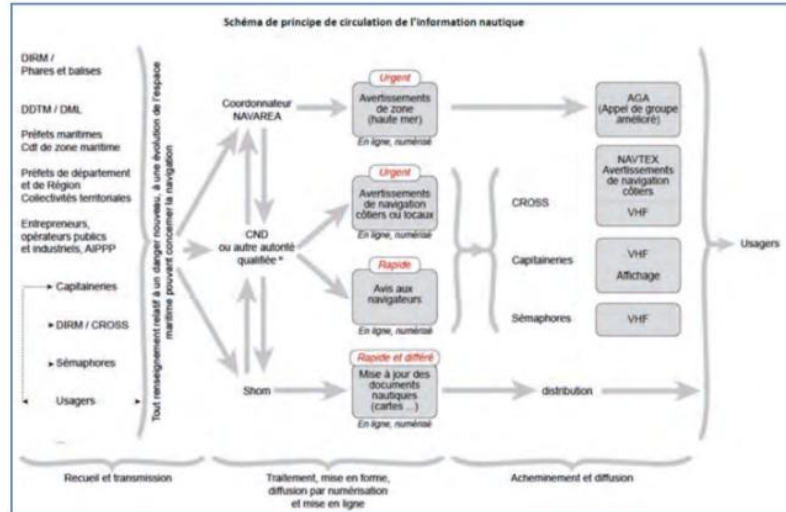 Schéma de principe de circulation de l'information nautique
DIRM /
Phares et balises
DDTM / DML
Préfets maritimes
Cdt de zone maritime
Préfets de département
et de Région
Collectivités territoriales
Entrepreneurs,
opérateurs publics
et industriels, AIPPP
Capitaineries
DIRM / CROSS
Sémaphores
Usagers
Tout renseignement relatif à un danger nouveau, à une évolution de l'espace
maritime pouvant concerner la navigation
Coordonnateur
NAVAREA
CND
ou autre autorité
qualifiée *
Shom
Urgent
Avertissements
de zone
(haute mer)
En ligne, numérisé
Urgent
Avertissements
de navigation
côtiers ou locaux
En ligne, numérisé
Rapide
Avis aux
navigateurs
En ligne, numérisé
Rapide et différé
Mise à jour des
documents
nautiques
(cartes ...)
En ligne, numérisé
CROSS
Capitaineries
Sémaphores
distribution
AGA
(Appel de groupe
amélioré)
NAVTEX
Avertissements
de navigation
côtiers
VHF
VHF
Affichage
VHF
Usagers
Recueil et transmission
Traitement, mise en forme,
diffusion par numérisation
et mise en ligne
Acheminement et diffusion